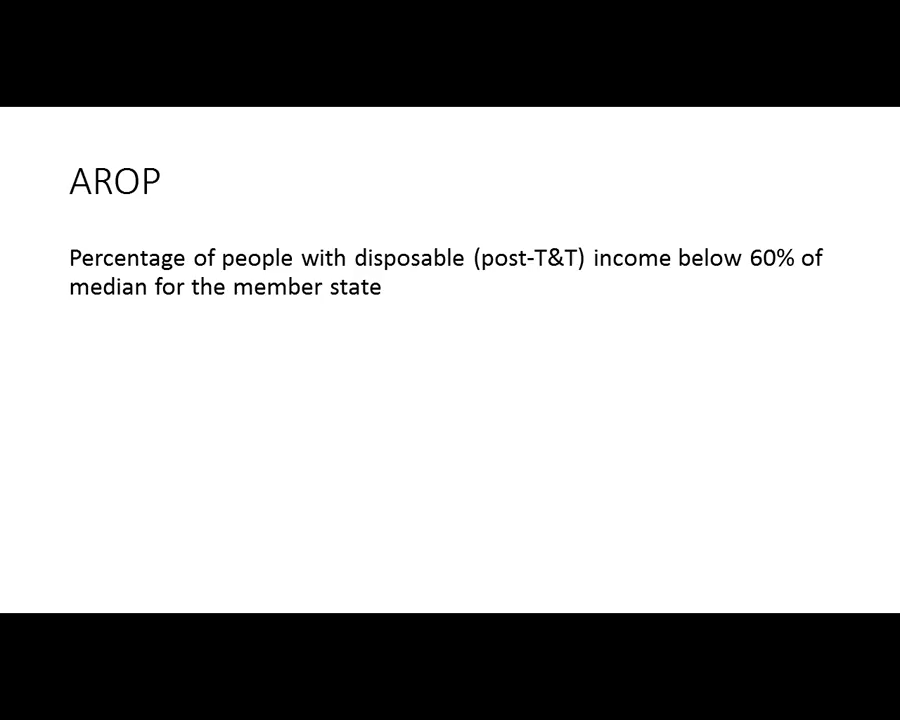 AROP
Percentage of people with disposable (post-T&T) income below 60% of
median for the member state